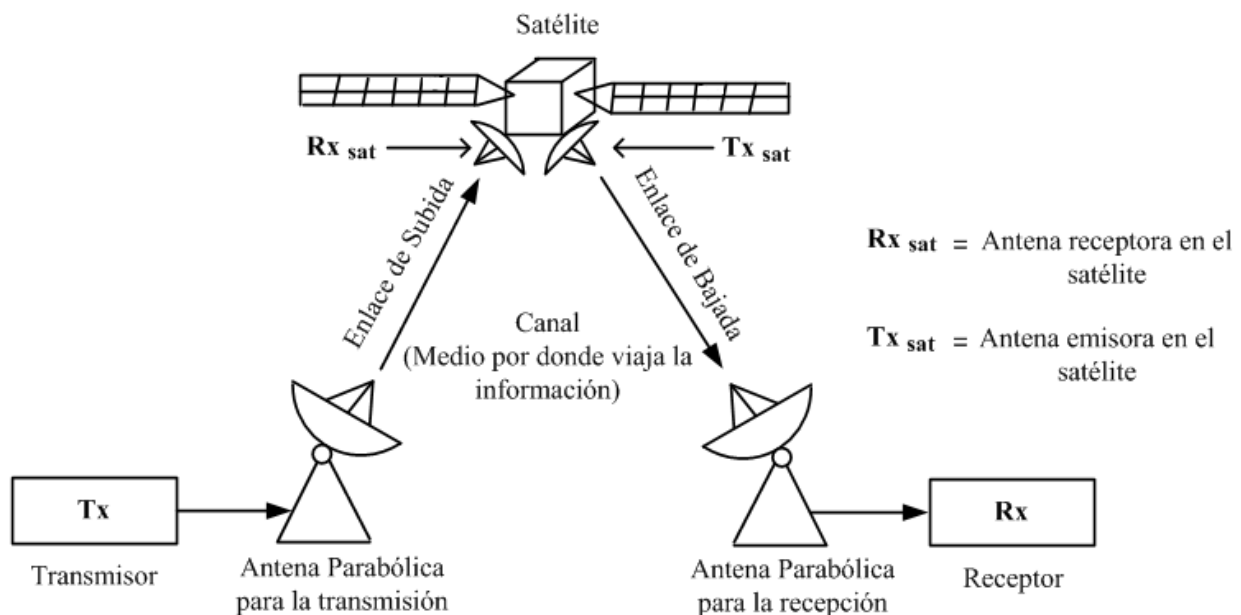 Satélite
Rx sat
Tx sat
Enlace de Subida
Enlace de Bajada
Rx sat = Antena receptora en el
satélite
Canal
(Medio por donde viaja la
información)
Tx sat = Antena emisora en el
satélite
Tx
Rx
Transmisor
Antena Parabólica
para la transmisión
Antena Parabólica
para la recepción
Receptor